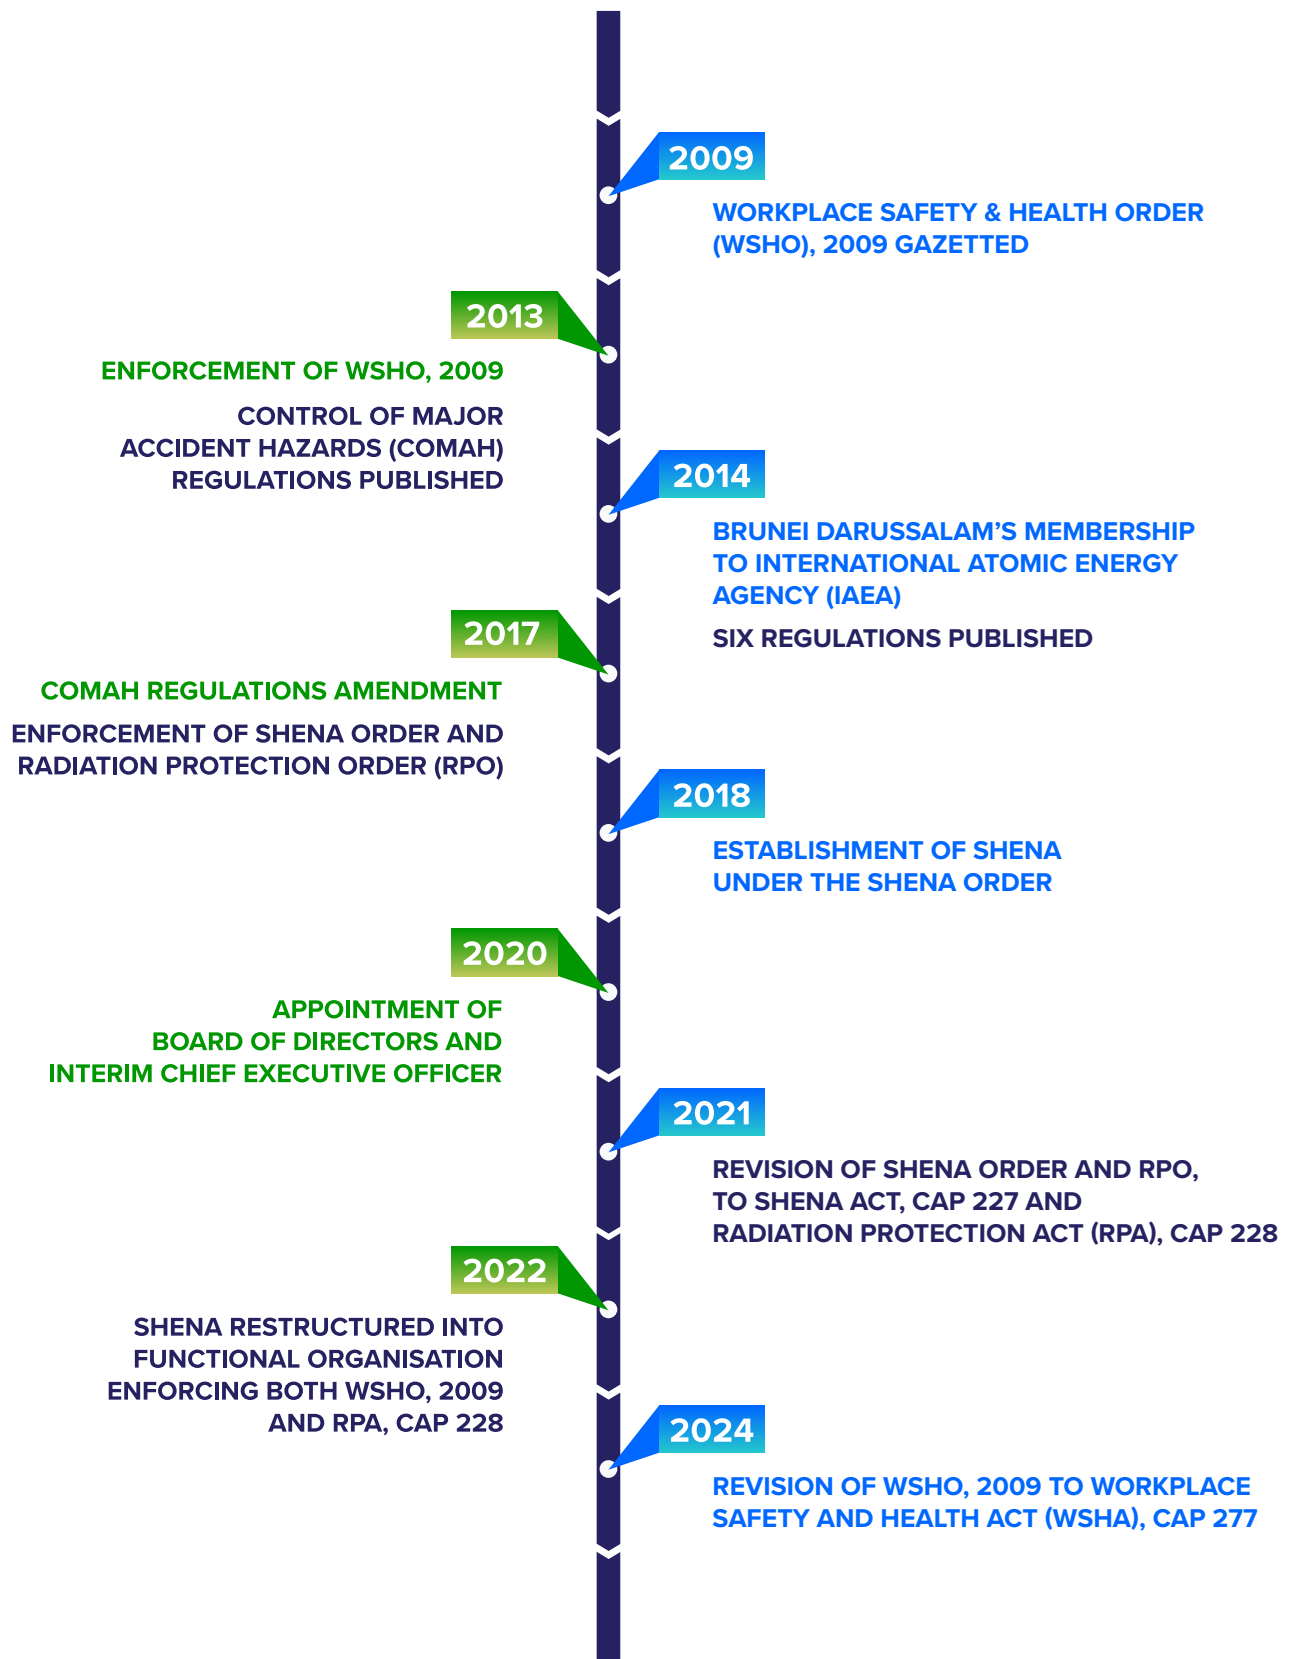 2009
WORKPLACE SAFETY & HEALTH ORDER
(WSHO), 2009 GAZETTED
2013
ENFORCEMENT OF WSHO, 2009
CONTROL OF MAJOR
ACCIDENT HAZARDS (COMAH)
REGULATIONS PUBLISHED
2014
BRUNEI DARUSSALAM’S MEMBERSHIP
TO INTERNATIONAL ATOMIC ENERGY
AGENCY (IAEA)
SIX REGULATIONS PUBLISHED
2017
COMAH REGULATIONS AMENDMENT
ENFORCEMENT OF SHENA ORDER AND
RADIATION PROTECTION ORDER (RPO)
2018
ESTABLISHMENT OF SHENA
UNDER THE SHENA ORDER
2020
APPOINTMENT OF
BOARD OF DIRECTORS AND
INTERIM CHIEF EXECUTIVE OFFICER
2021
REVISION OF SHENA ORDER AND RPO,
TO SHENA ACT, CAP 227 AND
RADIATION PROTECTION ACT (RPA), CAP 228
2022
SHENA RESTRUCTURED INTO
FUNCTIONAL ORGANISATION
ENFORCING BOTH WSHO, 2009
AND RPA, CAP 228
2024
REVISION OF WSHO, 2009 TO WORKPLACE
SAFETY AND HEALTH ACT (WSHA), CAP 277